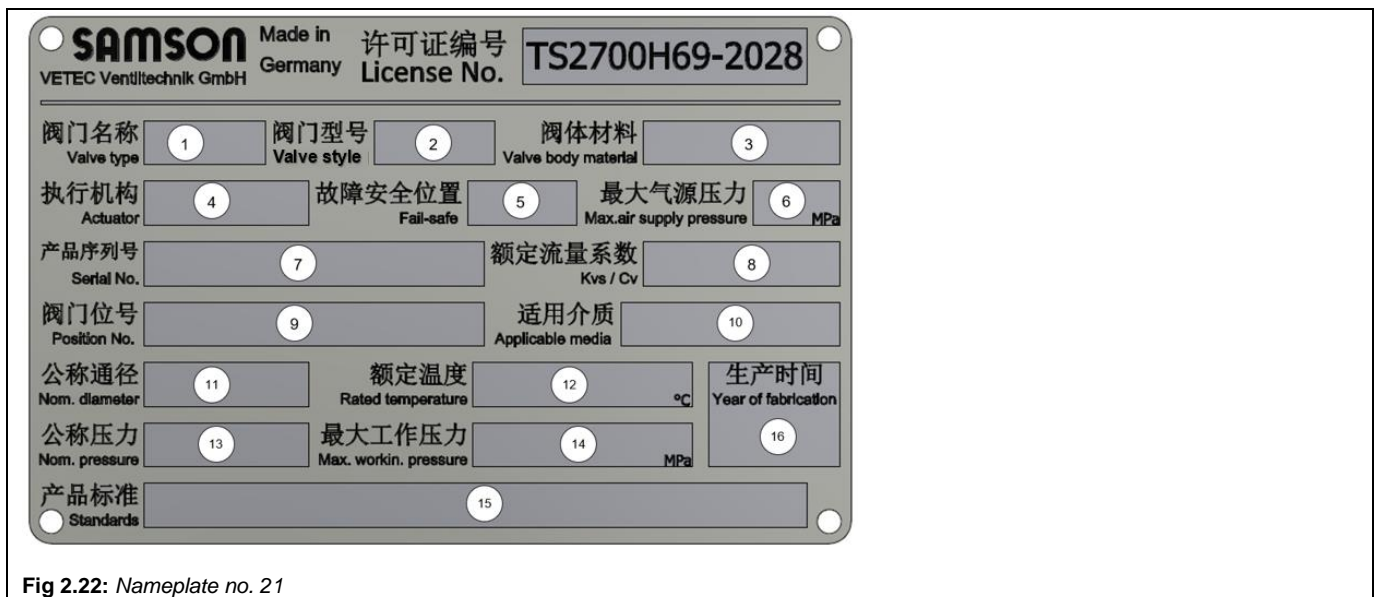 SAMSON Made in Germany 许可证编号 TS2700H69-2028
VETEC Ventiltechnik GmbH License No.
阀门名称 1 阀门型号 2 阀体材料 3
Valve type Valve style Valve body material
执行机构 4 故障安全位置 5 最大气源压力 6
Actuator Fail-safe Max.air supply pressure MPa
产品序列号 7 额定流量系数 8
Serial No. Kvs / Cv
阀门位号 9 适用介质 10
Position No. Applicable media
公称通径 11 额定温度 12 生产时间
Nom. diameter Rated temperature °C Year of fabrication
公称压力 13 最大工作压力 14 16
Nom. pressure Max. workin. pressure MPa
产品标准 15
Standards
Fig 2.22: Nameplate no. 21